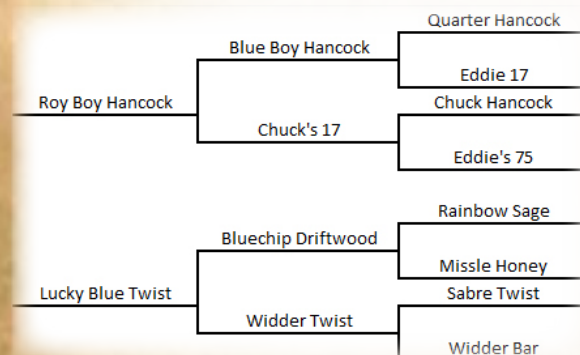 Quarter Hancock
Blue Boy Hancock
Eddie 17
Roy Boy Hancock
Chuck Hancock
Chuck's 17
Eddie's 75
Rainbow Sage
Bluechip Driftwood
Missle Honey
Lucky Blue Twist
Sabre Twist
Widder Twist
Widder Bar